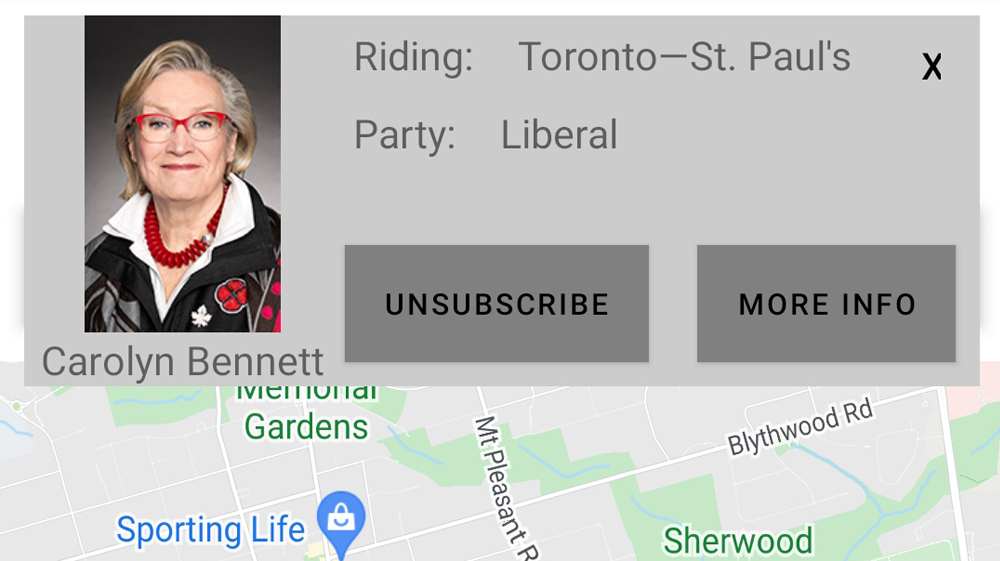 Riding: Toronto—St. Paul's
X
Party: Liberal
UNSUBSCRIBE
MORE INFO
Carolyn Bennett
Memorial
Gardens
Mt Pleasant R
Blythwood Rd
Sporting Life
Sherwood